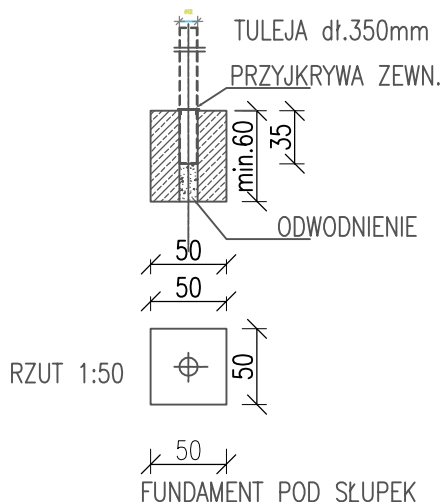 TULEJA dł.350mm
PRZYJKRYWA ZEWN.
min.60
35
ODWODNIENIE
50
50
RZUT 1:50
50
50
FUNDAMENT POD SŁUPEK